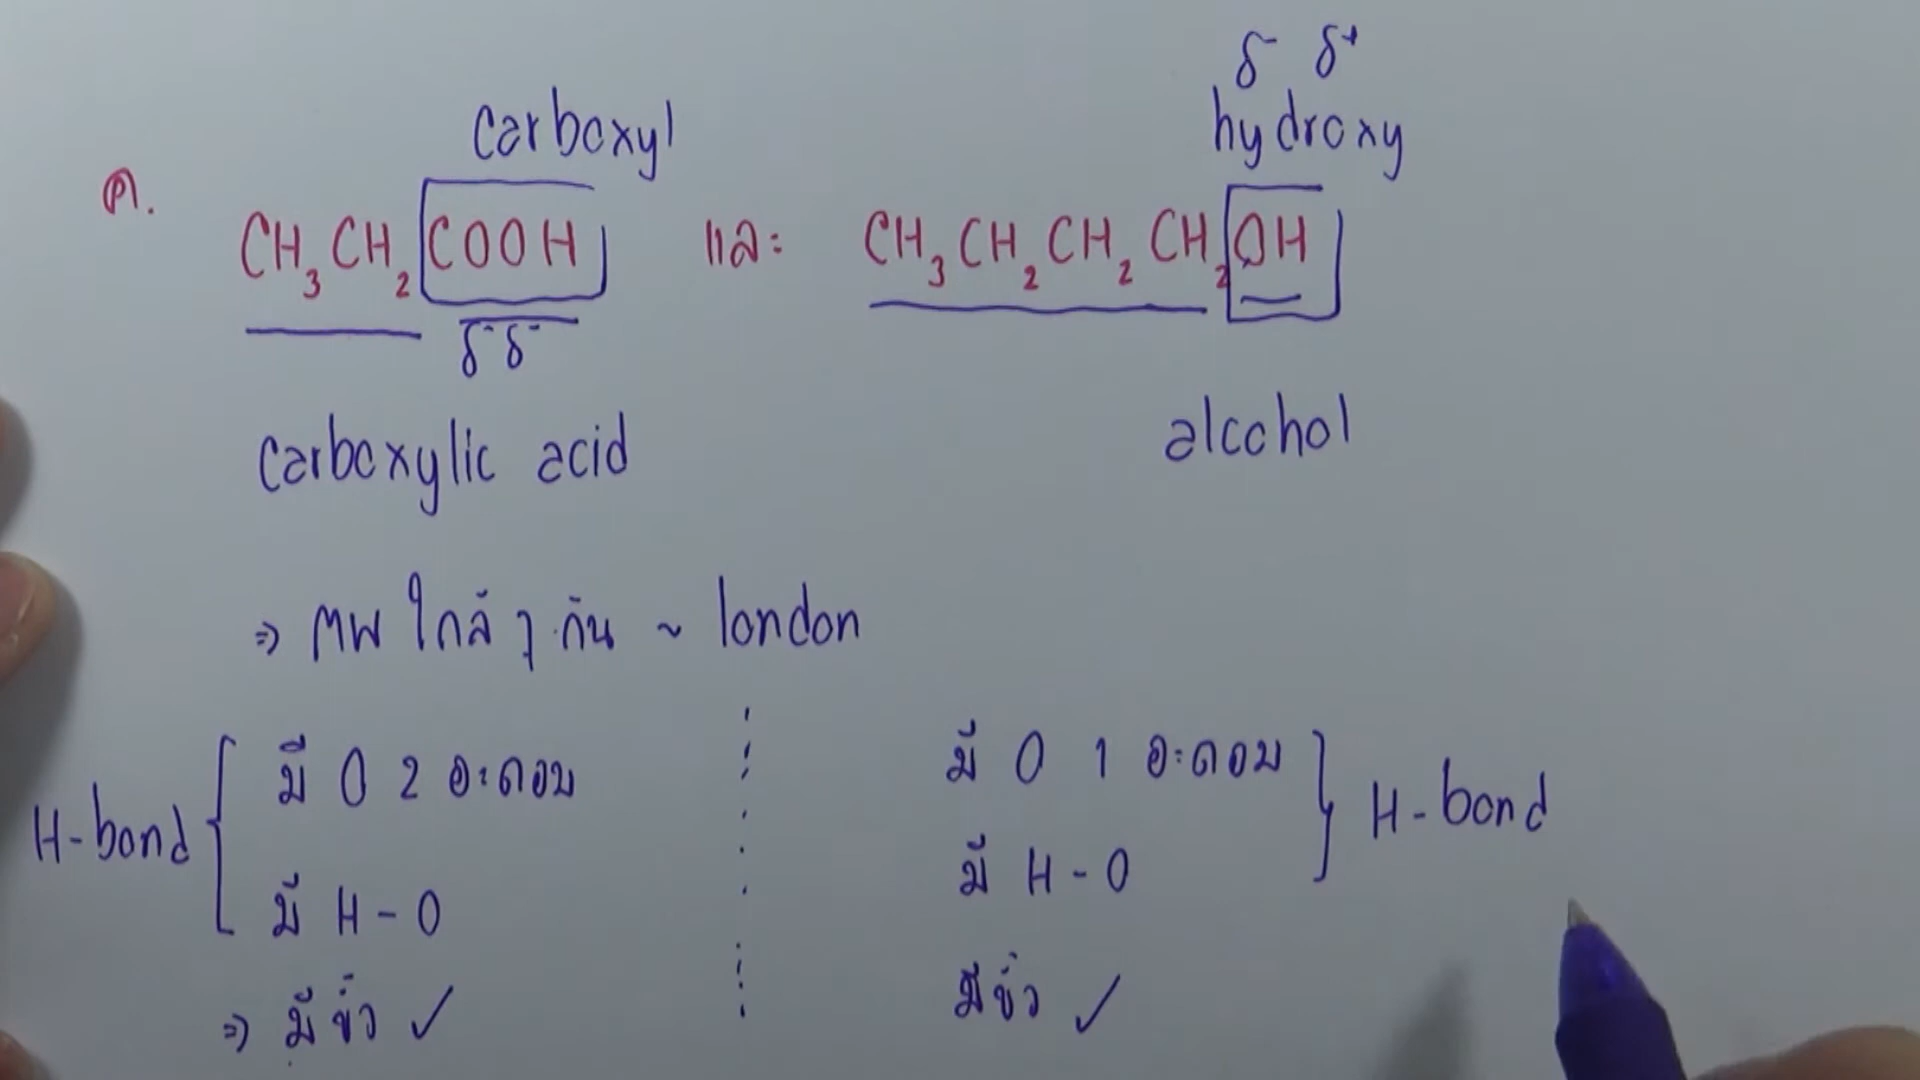 δ⁻ δ⁺
carboxyl hydroxy
ค. CH₃CH₂COOH และ CH₃CH₂CH₂CH₂OH
δ⁻δ⁻
carboxylic acid alcohol
⇒ MW ใกล้ๆ กัน ~ london
มี O 2 อะตอม มี O 1 อะตอม
H-bond H-bond
มี H-O มี H-O
⇒ มีขั้ว ✓ มีขั้ว ✓